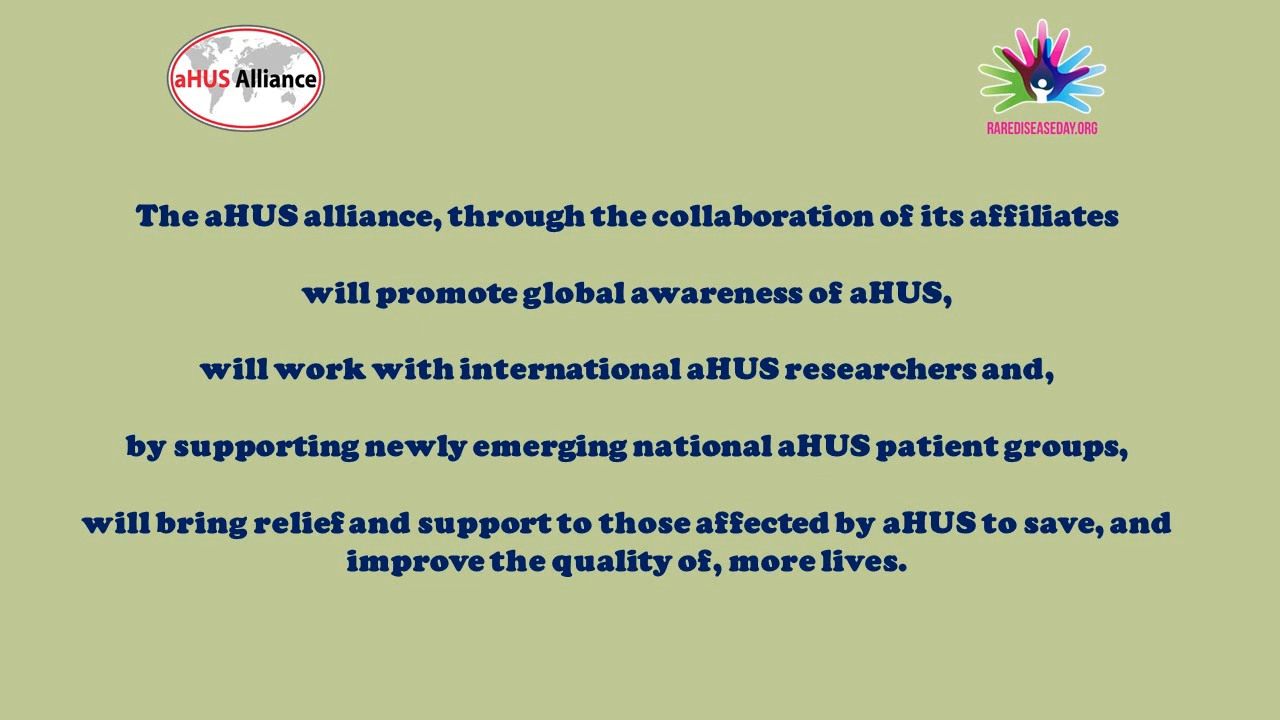 aHUS Alliance
RAREDISEASEDAY.ORG
The aHUS alliance, through the collaboration of its affiliates
will promote global awareness of aHUS,
will work with international aHUS researchers and,
by supporting newly emerging national aHUS patient groups,
will bring relief and support to those affected by aHUS to save, and
improve the quality of, more lives.